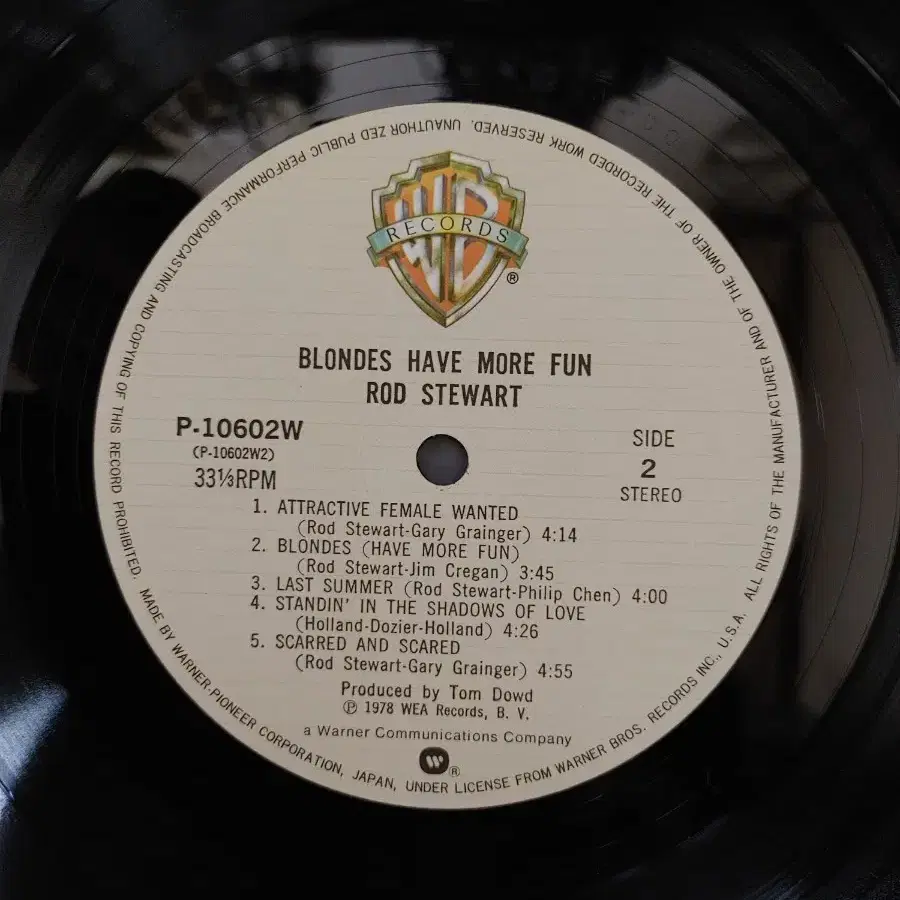 WB
RECORDS
®
BLONDES HAVE MORE FUN
ROD STEWART
P-10602W
(P-10602W2)
33⅓RPM
SIDE
2
STEREO
1. ATTRACTIVE FEMALE WANTED
(Rod Stewart-Gary Grainger) 4:14
2. BLONDES (HAVE MORE FUN)
(Rod Stewart-Jim Cregan) 3:45
3. LAST SUMMER (Rod Stewart-Philip Chen) 4:00
4. STANDIN' IN THE SHADOWS OF LOVE
(Holland-Dozier-Holland) 4:26
5. SCARRED AND SCARED
(Rod Stewart-Gary Grainger) 4:55
Produced by Tom Dowd
℗ 1978 WEA Records, B. V.
a Warner Communications Company
®
MADE BY WARNER-PIONEER CORPORATION, JAPAN, UNDER LICENSE FROM WARNER BROS. RECORDS INC., U.S.A. ALL RIGHTS OF THE MANUFACTURER AND OF THE OWNER OF THE RECORDED WORK RESERVED. UNAUTHOR ZED PUBLIC PERFORMANCE BROADCASTING AND COPYING OF THIS RECORD PROHIBITED.